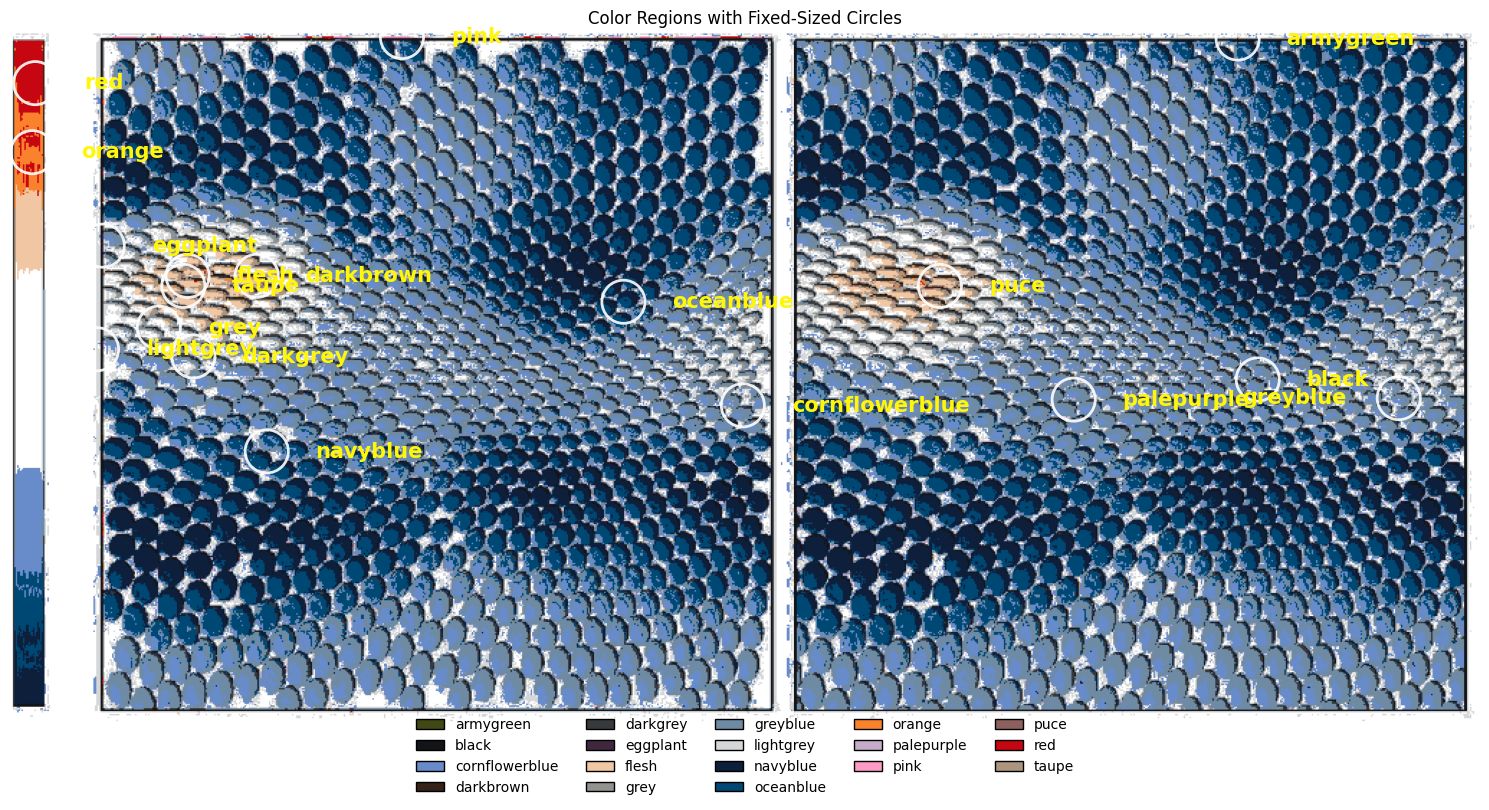 Color Regions with Fixed-Sized Circles
pink
armygreen
red
orange
eggplant
flesh
darkbrown
taupe
puce
oceanblue
grey
lightgrey
darkgrey
black
cornflowerblue
palepurple
greyblue
navyblue
armygreen
black
cornflowerblue
darkbrown
darkgrey
eggplant
flesh
grey
greyblue
lightgrey
navyblue
oceanblue
orange
palepurple
pink
puce
red
taupe